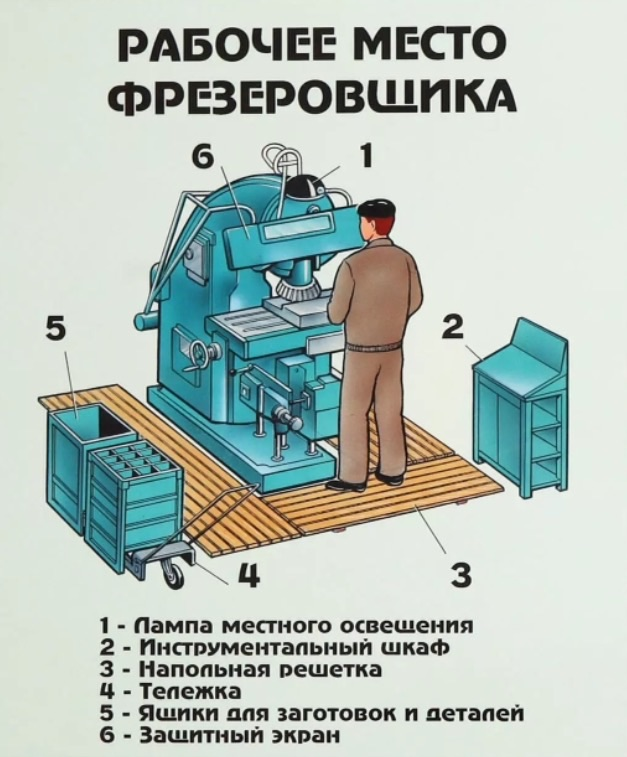 РАБОЧЕЕ МЕСТО
ФРЕЗЕРОВЩИКА
6
1
5
2
4
3
1 - Лампа местного освещения
2 - Инструментальный шкаф
3 - Напольная решетка
4 - Тележка
5 - Ящики для заготовок и деталей
6 - Защитный экран